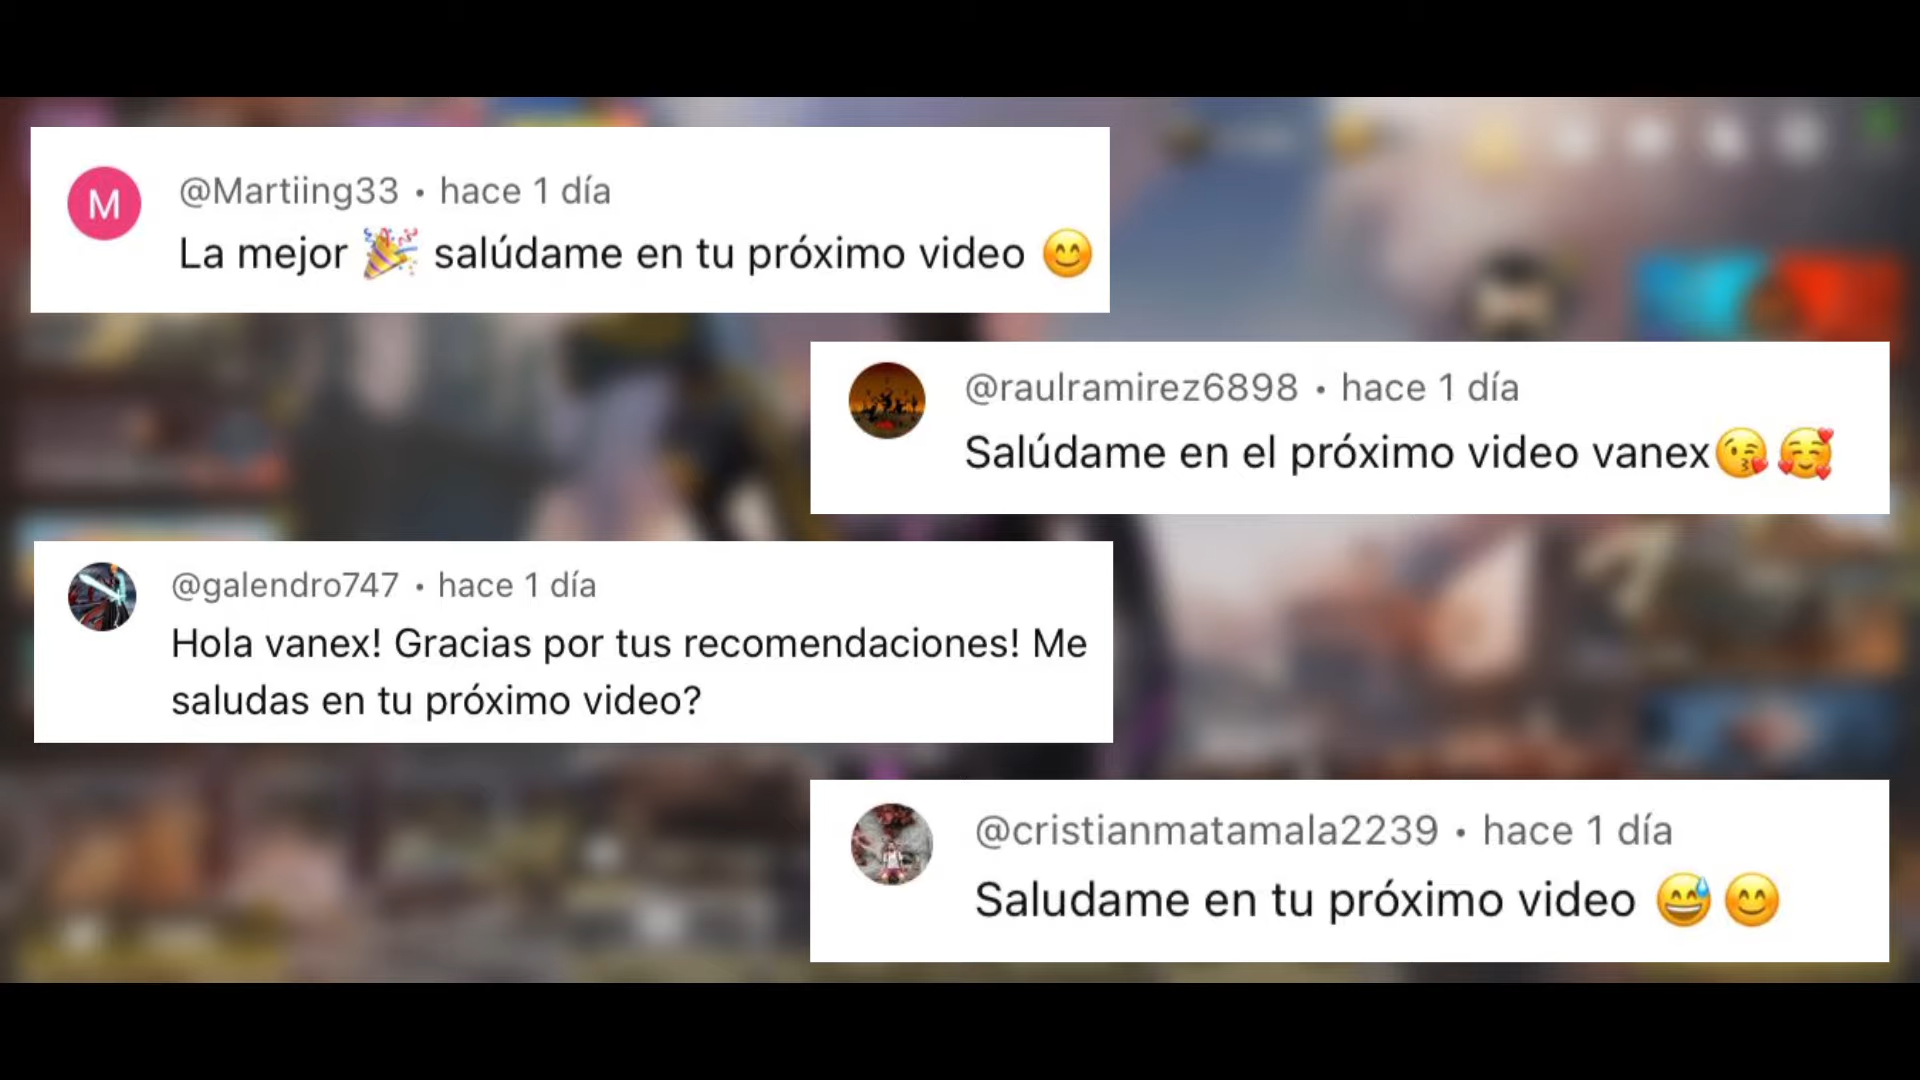 M
@Martiing33 • hace 1 día
La mejor 🎉 salúdame en tu próximo video 😊
@raulramirez6898 • hace 1 día
Salúdame en el próximo video vanex😘🥰
@galendro747 • hace 1 día
Hola vanex! Gracias por tus recomendaciones! Me
saludas en tu próximo video?
@cristianmatamala2239 • hace 1 día
Saludame en tu próximo video 😅😊